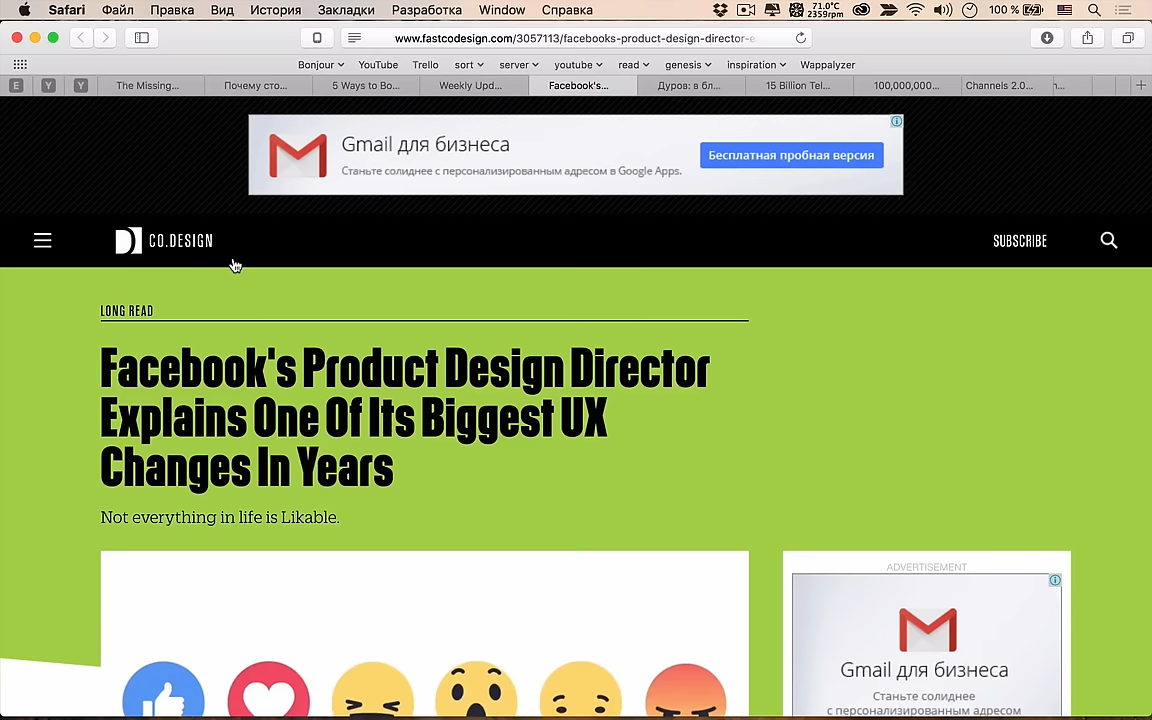 Safari Файл Правка Вид История Закладки Разработка Window Справка 71.0°C 2359rpm 100 %
www.fastcodesign.com/3057113/facebooks-product-design-director-e
Bonjour YouTube Trello sort server youtube read genesis inspiration Wappalyzer
E Y Y The Missing... Почему сто... 5 Ways to Bo... Weekly Upd... Facebook's... Дуров: в бл... 15 Billion Tel... 100,000,000... Channels 2.0...
Gmail для бизнеса
Станьте солиднее с персонализированным адресом в Google Apps.
Бесплатная пробная версия
CO.DESIGN SUBSCRIBE
LONG READ
Facebook's Product Design Director
Explains One Of Its Biggest UX
Changes In Years
Not everything in life is Likable.
ADVERTISEMENT
Gmail для бизнеса
Станьте солиднее
с персонализированным адресом